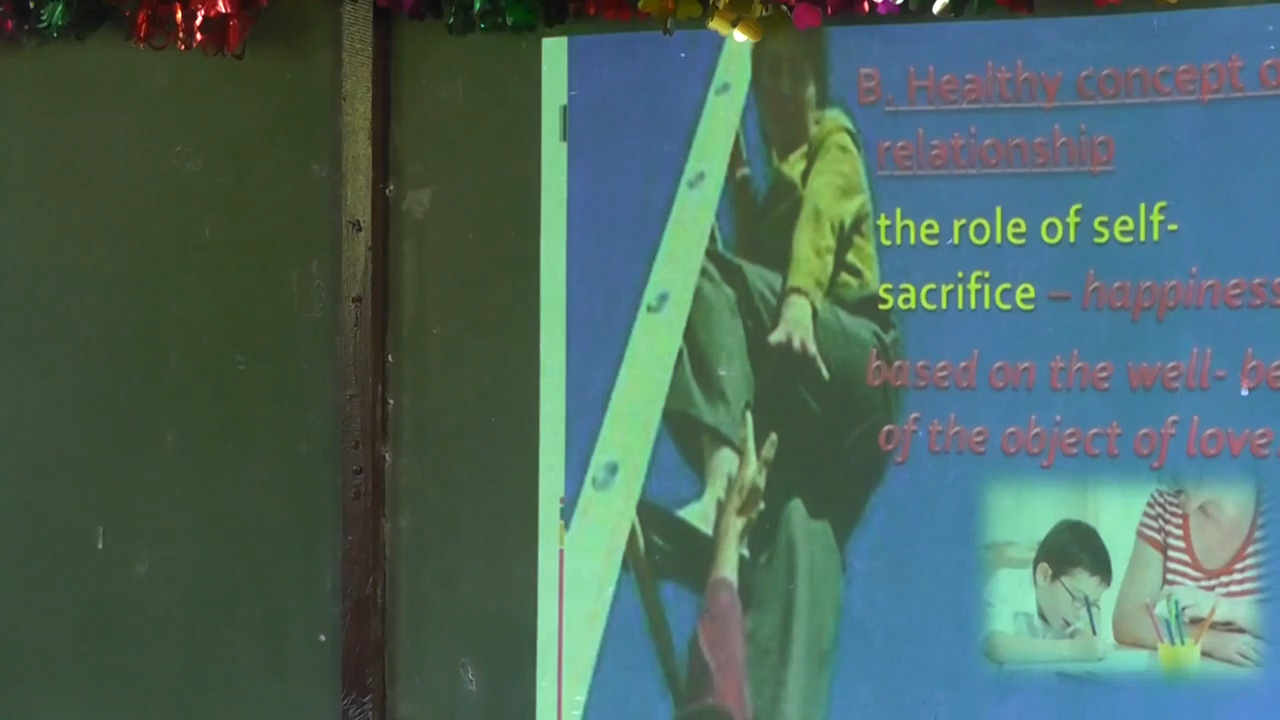 B. Healthy concept
relationship
the role of self-
sacrifice – happiness
based on the well- be
of the object of love